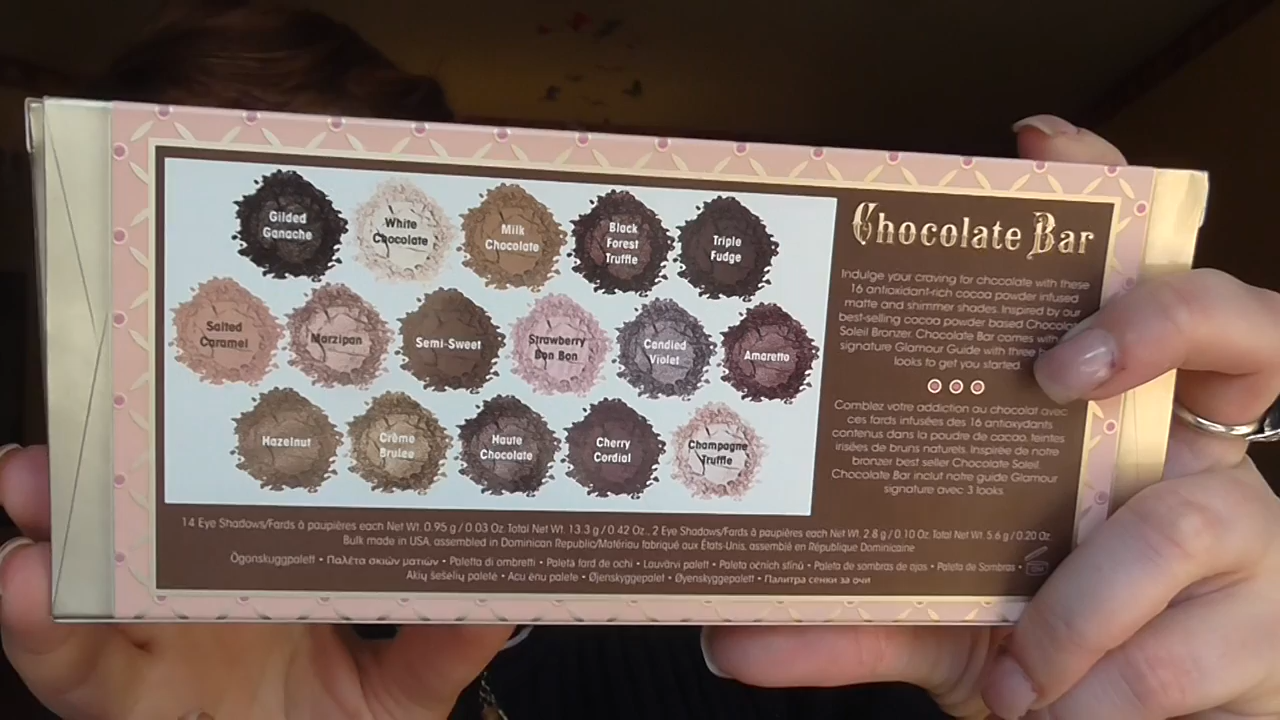 Gilded
Ganache
White
Chocolate
Milk
Chocolate
Black
Forest
Truffle
Triple
Fudge
Salted
Caramel
Marzipan
Semi-Sweet
Strawberry
Bon Bon
Candied
Violet
Amaretto
Hazelnut
Crème
Brulee
Haute
Chocolate
Cherry
Cordial
Champagne
Truffle
Chocolate Bar
Indulge your craving for chocolate with these
16 antioxidant-rich cocoa powder infused
matte and shimmer shades. Inspired by our
best-selling cocoa powder based Chocola
Soleil Bronzer, Chocolate Bar comes with
signature Glamour Guide with three
looks to get you started.
Comblez votre addiction au chocolat avec
ces fards infusées des 16 antioxydants
contenus dans la poudre de cacao, teintes
irisées de bruns naturels. Inspirée de notre
bronzer best seller Chocolate Soleil.
Chocolate Bar inclut notre guide Glamour
signature avec 3 looks.
14 Eye Shadows/Fards à paupières each Net Wt. 0.95 g / 0.03 Oz. Total Net Wt. 13.3 g / 0.42 Oz., 2 Eye Shadows/Fards à paupières each Net Wt. 2.8 g / 0.10 Oz. Total Net Wt. 5.6 g / 0.20 Oz.
Bulk made in USA, assembled in Dominican Republic/Matériau fabriqué aux États-Unis, assemblé en République Dominicaine
Ögonskuggpalett • Παλέτα σκιών ματιών • Paletta di ombretti • Paletă fard de ochi • Lauvärvi palett • Paleta očních stínů • Paleta de sombras de ojos • Paleta de Sombras •
Akių šešėlių paletė • Acu ēnu palete • Øjenskyggepalet • Øyenskyggepalett • Палитра сенки за очи